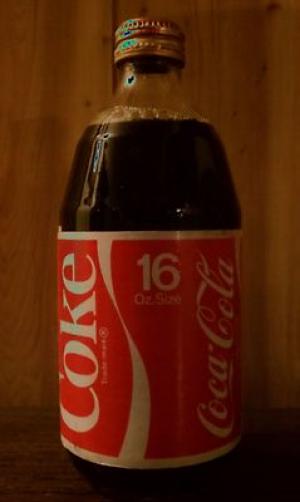 Coke
Trade-mark®
16
Oz. Size
Coca-Cola